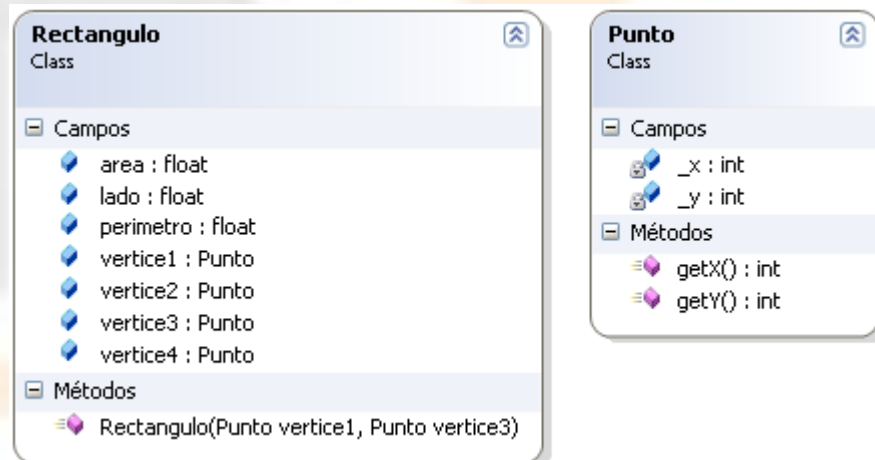 Rectangulo
Class
Campos
area : float
lado : float
perimetro : float
vertice1 : Punto
vertice2 : Punto
vertice3 : Punto
vertice4 : Punto
Métodos
Rectangulo(Punto vertice1, Punto vertice3)
Punto
Class
Campos
_x : int
_y : int
Métodos
getX() : int
getY() : int